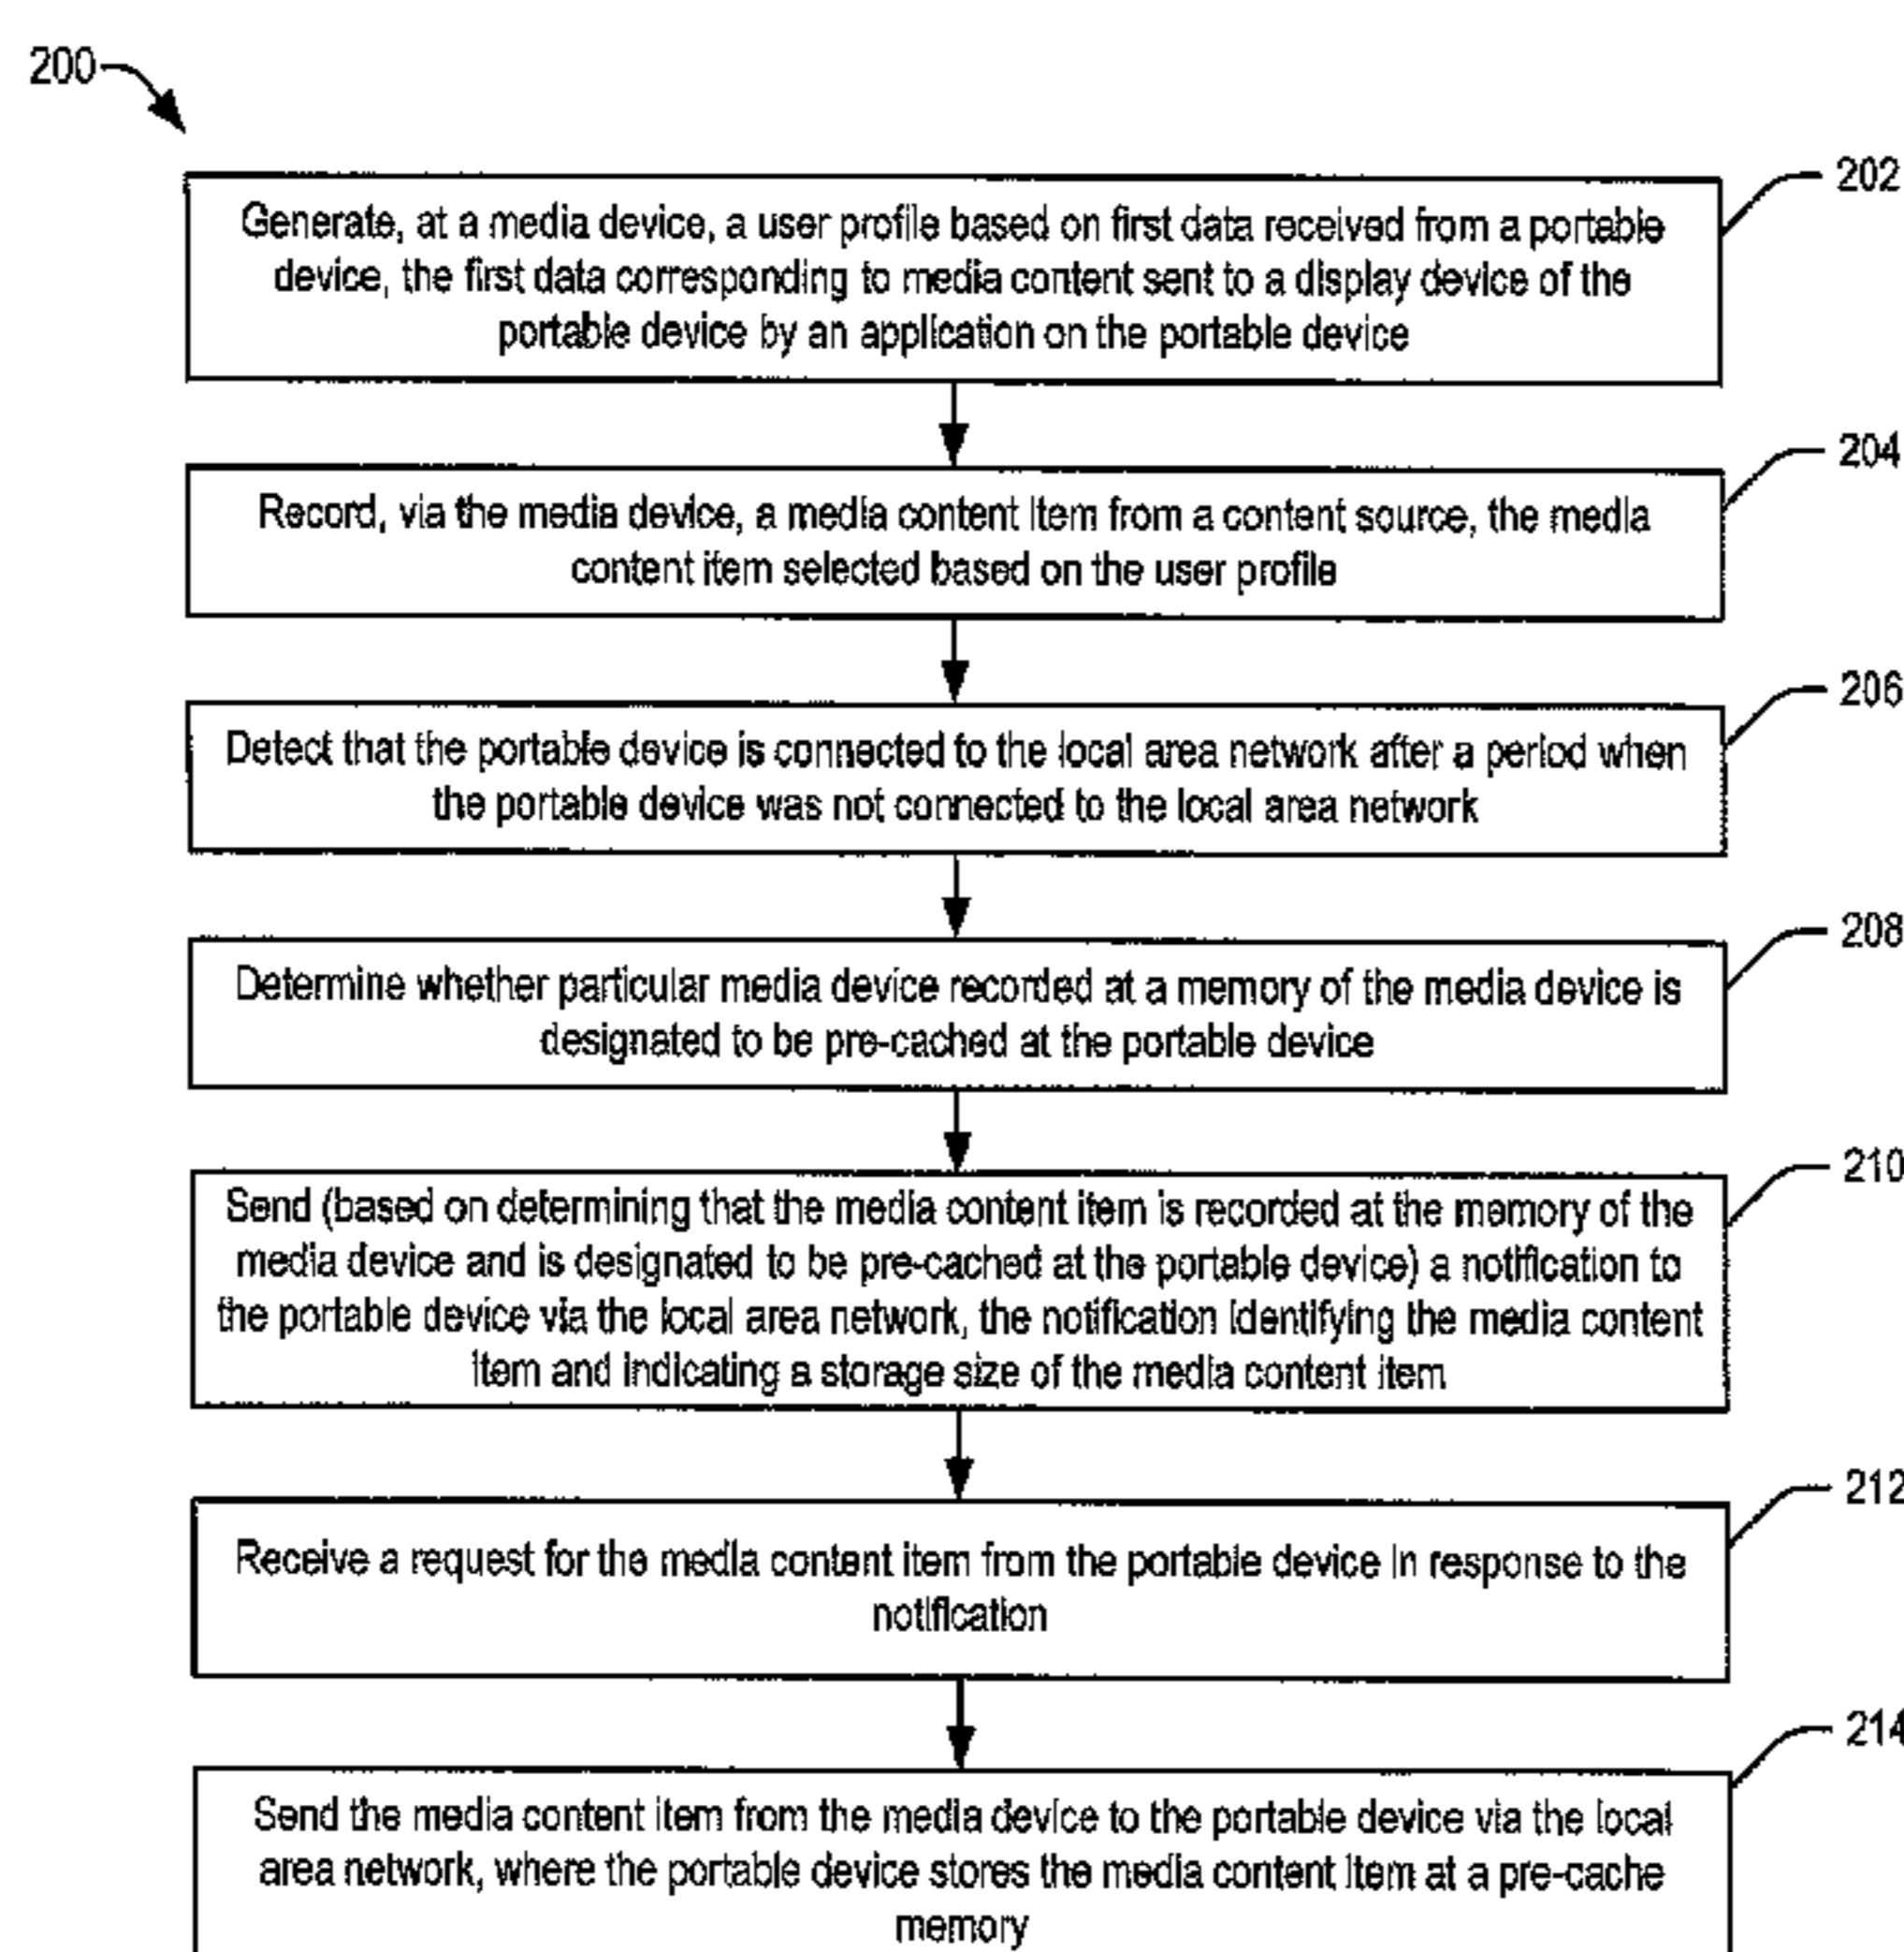 200
202
Generate, at a media device, a user profile based on first data received from a portable
device, the first data corresponding to media content sent to a display device of the
portable device by an application on the portable device
204
Record, via the media device, a media content item from a content source, the media
content item selected based on the user profile
206
Detect that the portable device is connected to the local area network after a period when
the portable device was not connected to the local area network
208
Determine whether particular media device recorded at a memory of the media device is
designated to be pre-cached at the portable device
210
Send (based on determining that the media content item is recorded at the memory of the
media device and is designated to be pre-cached at the portable device) a notification to
the portable device via the local area network, the notification identifying the media content
item and indicating a storage size of the media content item
212
Receive a request for the media content item from the portable device in response to the
notification
214
Send the media content item from the media device to the portable device via the local
area network, where the portable device stores the media content item at a pre-cache
memory